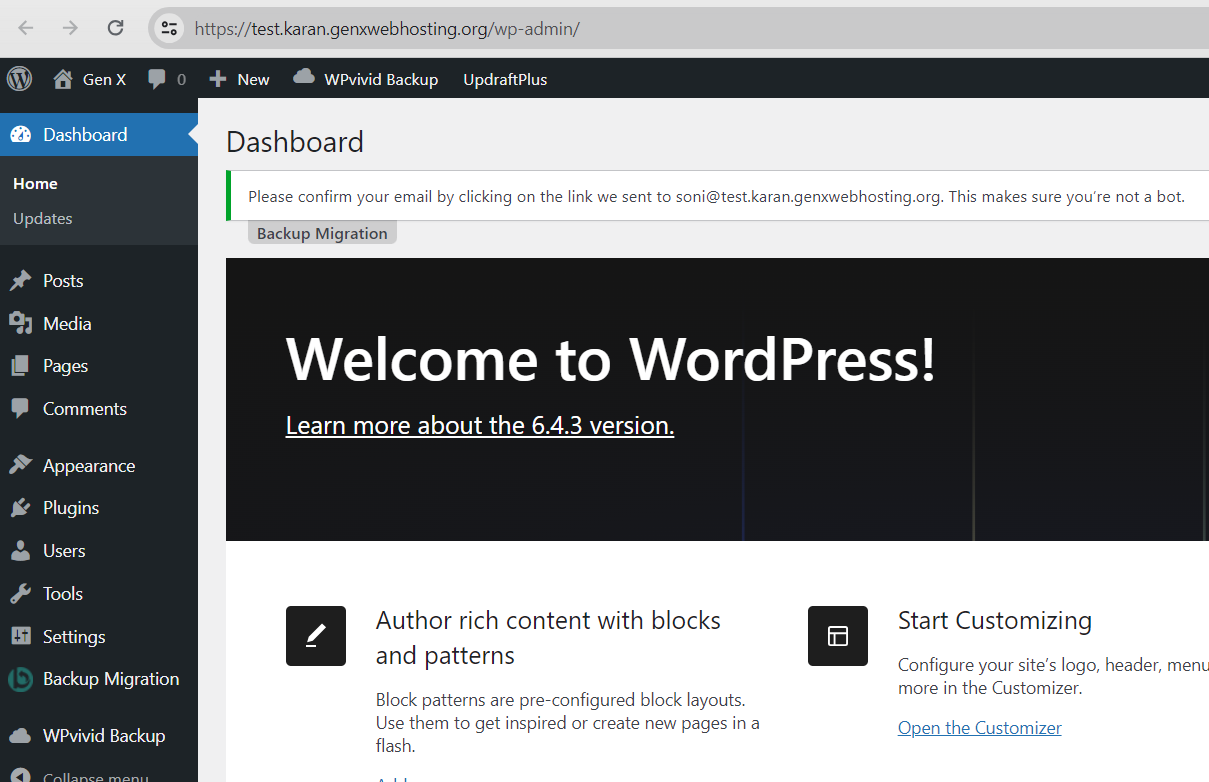 https://test.karan.genxwebhosting.org/wp-admin/
Gen X 0 New WPvivid Backup UpdraftPlus
Dashboard
Home
Updates
Posts
Media
Pages
Comments
Appearance
Plugins
Users
Tools
Settings
Backup Migration
WPvivid Backup
Collapse menu
Dashboard
Please confirm your email by clicking on the link we sent to soni@test.karan.genxwebhosting.org. This makes sure you're not a bot.
Backup Migration
Welcome to WordPress!
Learn more about the 6.4.3 version.
Author rich content with blocks
and patterns
Block patterns are pre-configured block layouts.
Use them to get inspired or create new pages in a
flash.
Start Customizing
Configure your site's logo, header, menu
more in the Customizer.
Open the Customizer